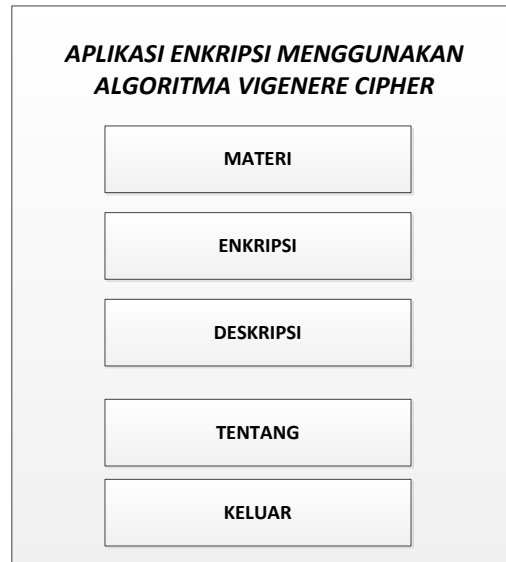 APLIKASI ENKRIPSI MENGGUNAKAN
ALGORITMA VIGENERE CIPHER
MATERI
ENKRIPSI
DESKRIPSI
TENTANG
KELUAR